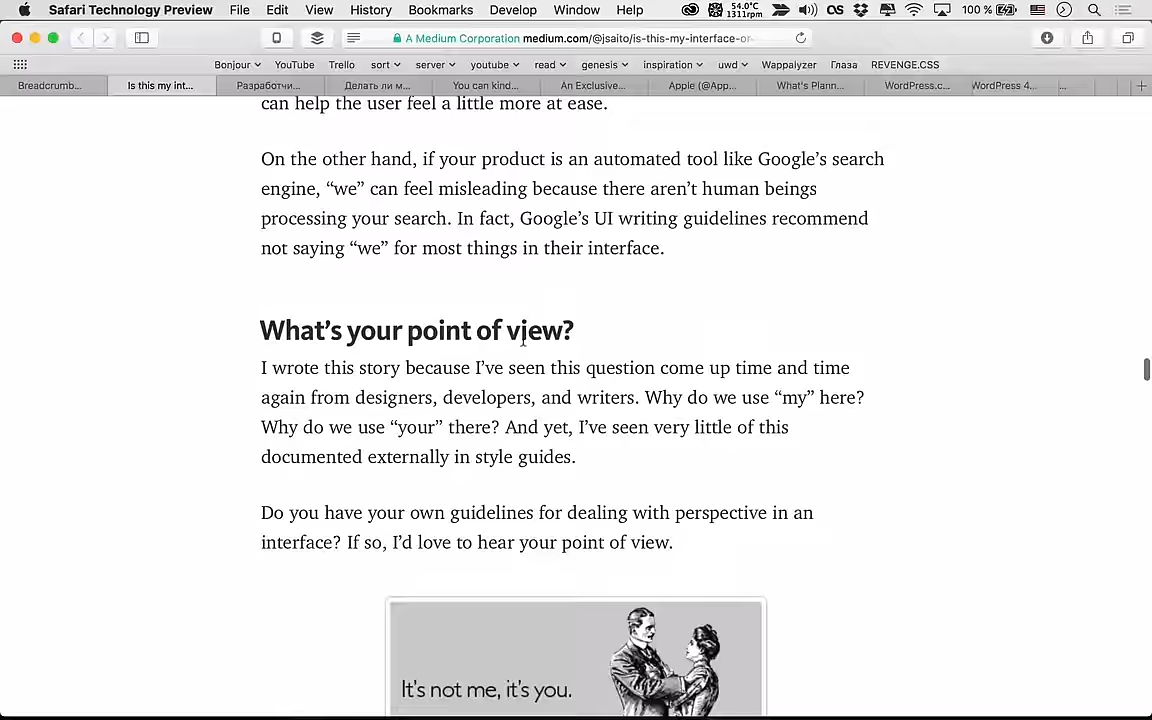 Safari Technology Preview File Edit View History Bookmarks Develop Window Help 54.0°C 1311rpm 100 %
A Medium Corporation medium.com/@jsaito/is-this-my-interface-or-
Bonjour YouTube Trello sort server youtube read genesis inspiration uwd Wappalyzer Глаза REVENGE.CSS
Breadcrumb... Is this my int... Разработчи... Делать ли м... You can kind... An Exclusive... Apple (@App... What's Plann... WordPress.c... WordPress 4... ...
can help the user feel a little more at ease.
On the other hand, if your product is an automated tool like Google’s search
engine, “we” can feel misleading because there aren’t human beings
processing your search. In fact, Google’s UI writing guidelines recommend
not saying “we” for most things in their interface.
What’s your point of view?
I wrote this story because I’ve seen this question come up time and time
again from designers, developers, and writers. Why do we use “my” here?
Why do we use “your” there? And yet, I’ve seen very little of this
documented externally in style guides.
Do you have your own guidelines for dealing with perspective in an
interface? If so, I’d love to hear your point of view.
It's not me, it's you.